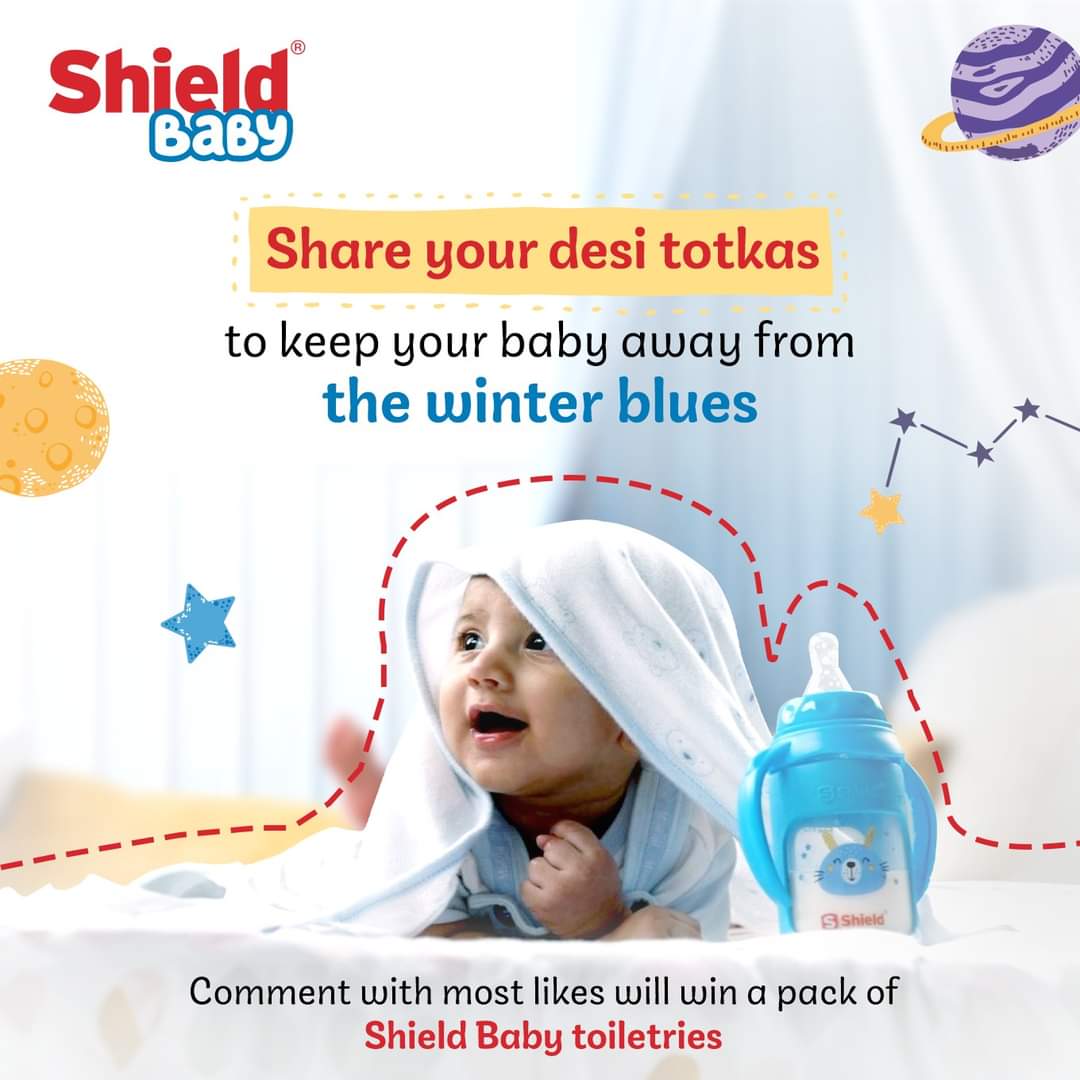 Shield®
Baby
Share your desi totkas
to keep your baby away from
the winter blues
S Shield
Comment with most likes will win a pack of
Shield Baby toiletries